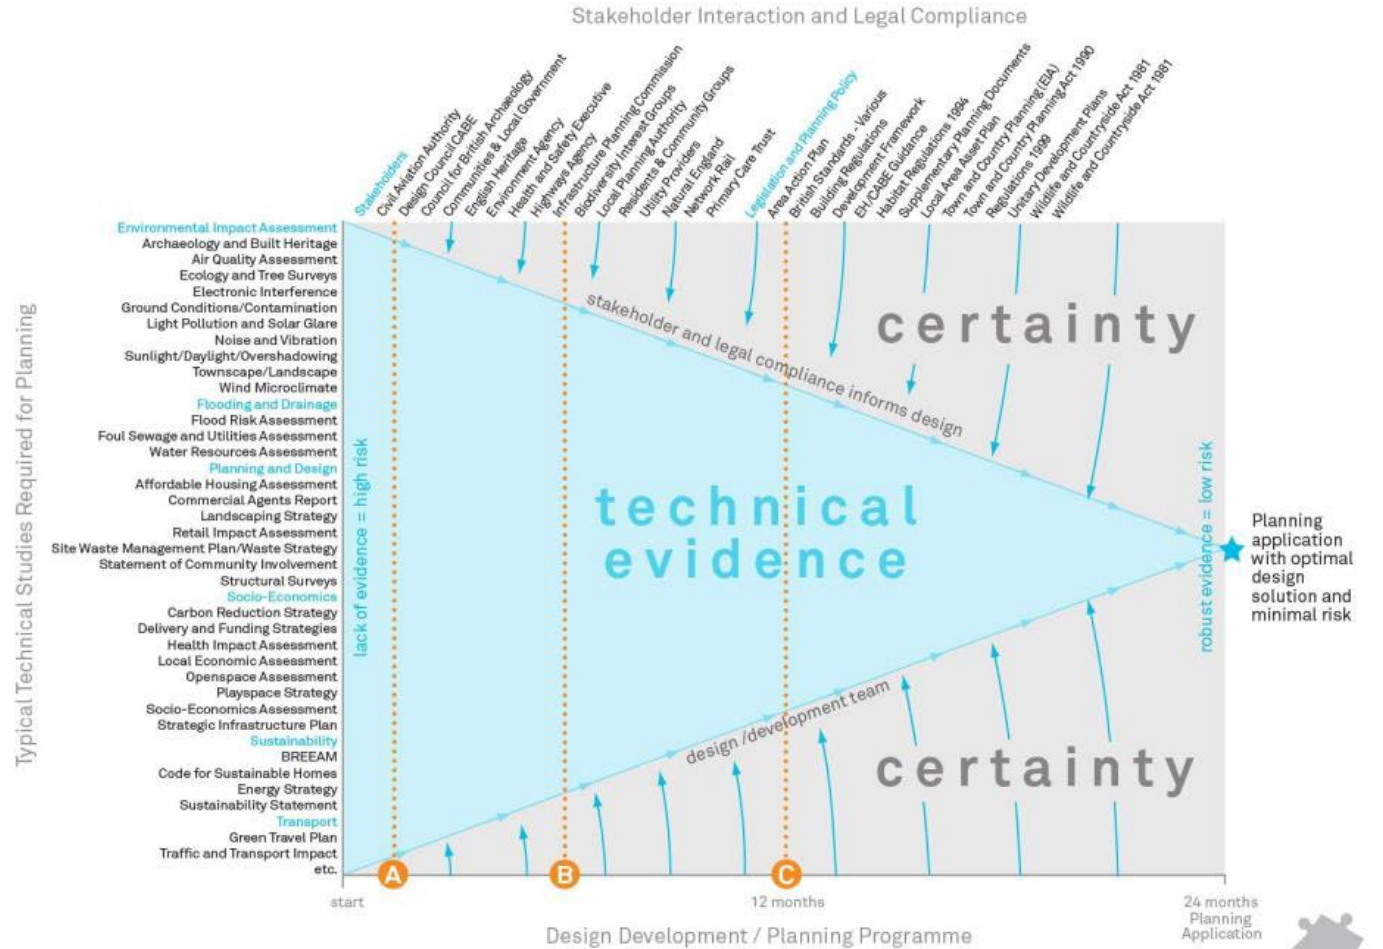 Stakeholder Interaction and Legal Compliance
Stakeholders
Civil Aviation Authority
Design Council CABE
Council for British Archaeology
Communities & Local Government
English Heritage
Environment Agency
Health and Safety Executive
Highways Agency
Infrastructure Planning Commission
Biodiversity Interest Groups
Local Planning Authority
Residents & Community Groups
Utility Providers
Natural England
Network Rail
Primary Care Trust
Legislation and Planning Policy
Area Action Plan
British Standards - Various
Building Regulations
Development Framework
EH/CABE Guidance
Habitat Regulations 1994
Supplementary Planning Documents
Local Area Asset Plan
Town and Country Planning (EIA)
Town and Country Planning Act 1990
Regulations 1999
Unitary Development Plans
Wildlife and Countryside Act 1981
Wildlife and Countryside Act 1981
Typical Technical Studies Required for Planning
Environmental Impact Assessment
Archaeology and Built Heritage
Air Quality Assessment
Ecology and Tree Surveys
Electronic Interference
Ground Conditions/Contamination
Light Pollution and Solar Glare
Noise and Vibration
Sunlight/Daylight/Overshadowing
Townscape/Landscape
Wind Microclimate
Flooding and Drainage
Flood Risk Assessment
Foul Sewage and Utilities Assessment
Water Resources Assessment
Planning and Design
Affordable Housing Assessment
Commercial Agents Report
Landscaping Strategy
Retail Impact Assessment
Site Waste Management Plan/Waste Strategy
Statement of Community Involvement
Structural Surveys
Socio-Economics
Carbon Reduction Strategy
Delivery and Funding Strategies
Health Impact Assessment
Local Economic Assessment
Openspace Assessment
Playspace Strategy
Socio-Economics Assessment
Strategic Infrastructure Plan
Sustainability
BREEAM
Code for Sustainable Homes
Energy Strategy
Sustainability Statement
Transport
Green Travel Plan
Traffic and Transport Impact
etc.
lack of evidence = high risk
stakeholder and legal compliance informs design
certainty
technical
evidence
design /development team
certainty
robust evidence = low risk
Planning
application
with optimal
design
solution and
minimal risk
A
B
C
start
12 months
24 months
Planning
Application
Design Development / Planning Programme